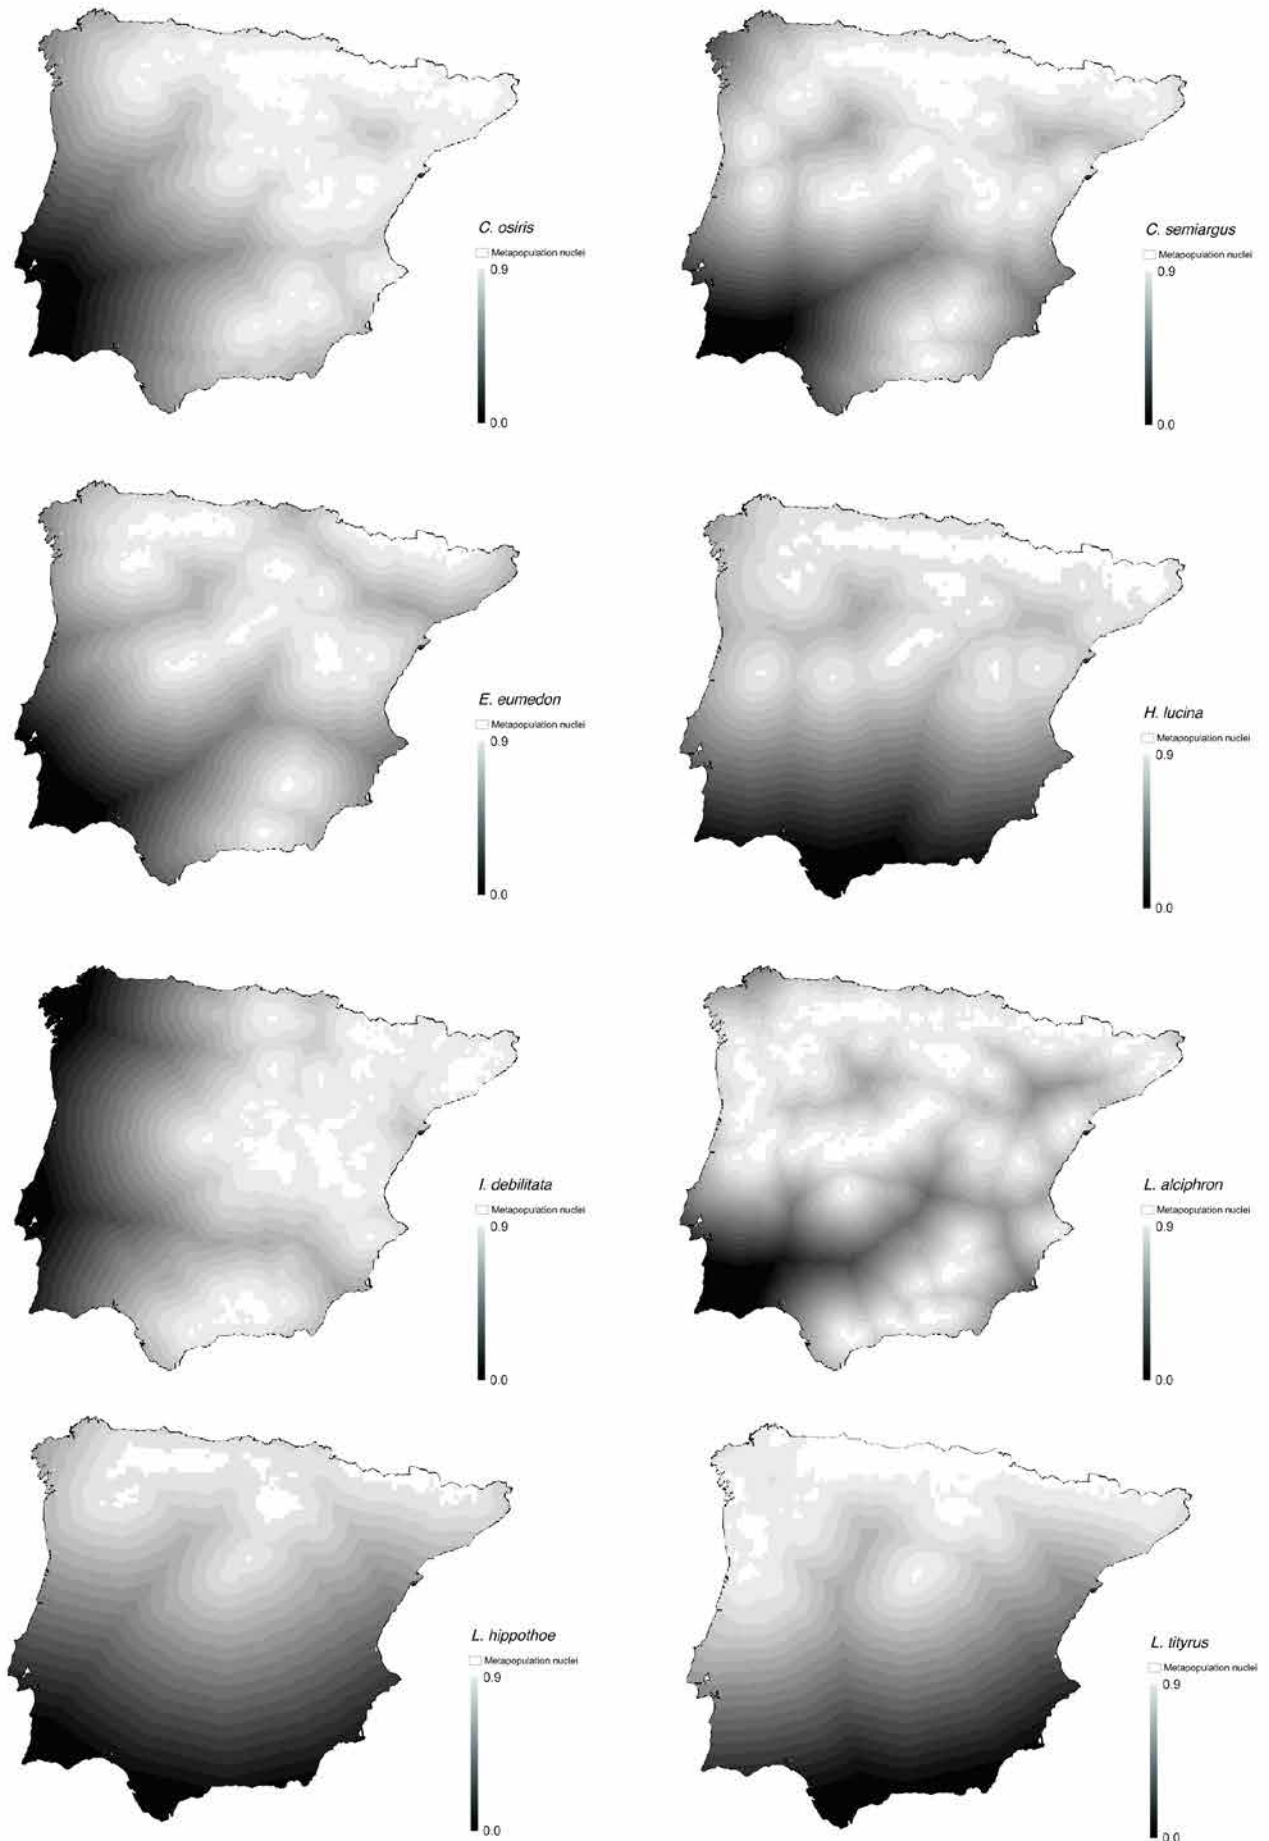 C. osiris
Metapopulation nuclei
0.9
0.0
C. semiargus
Metapopulation nuclei
0.9
0.0
E. eumedon
Metapopulation nuclei
0.9
0.0
H. lucina
Metapopulation nuclei
0.9
0.0
I. debilitata
Metapopulation nuclei
0.9
0.0
L. alciphron
Metapopulation nuclei
0.9
0.0
L. hippothoe
Metapopulation nuclei
0.9
0.0
L. tityrus
Metapopulation nuclei
0.9
0.0